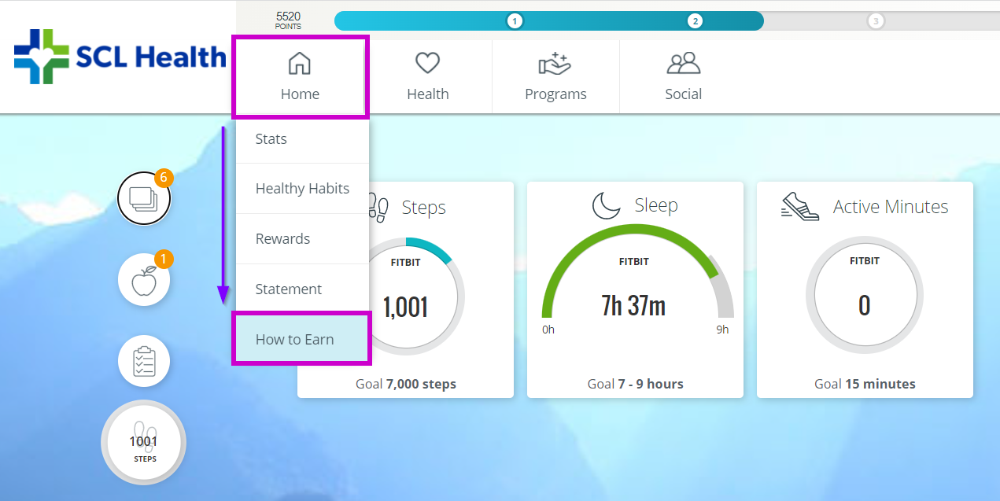 5520
POINTS
1
2
3
SCL Health
Home
Health
Programs
Social
Stats
Healthy Habits
Rewards
Statement
How to Earn
6
1
1001
STEPS
Steps
FITBIT
1,001
Goal 7,000 steps
Sleep
FITBIT
7h 37m
0h
9h
Goal 7 - 9 hours
Active Minutes
FITBIT
0
Goal 15 minutes